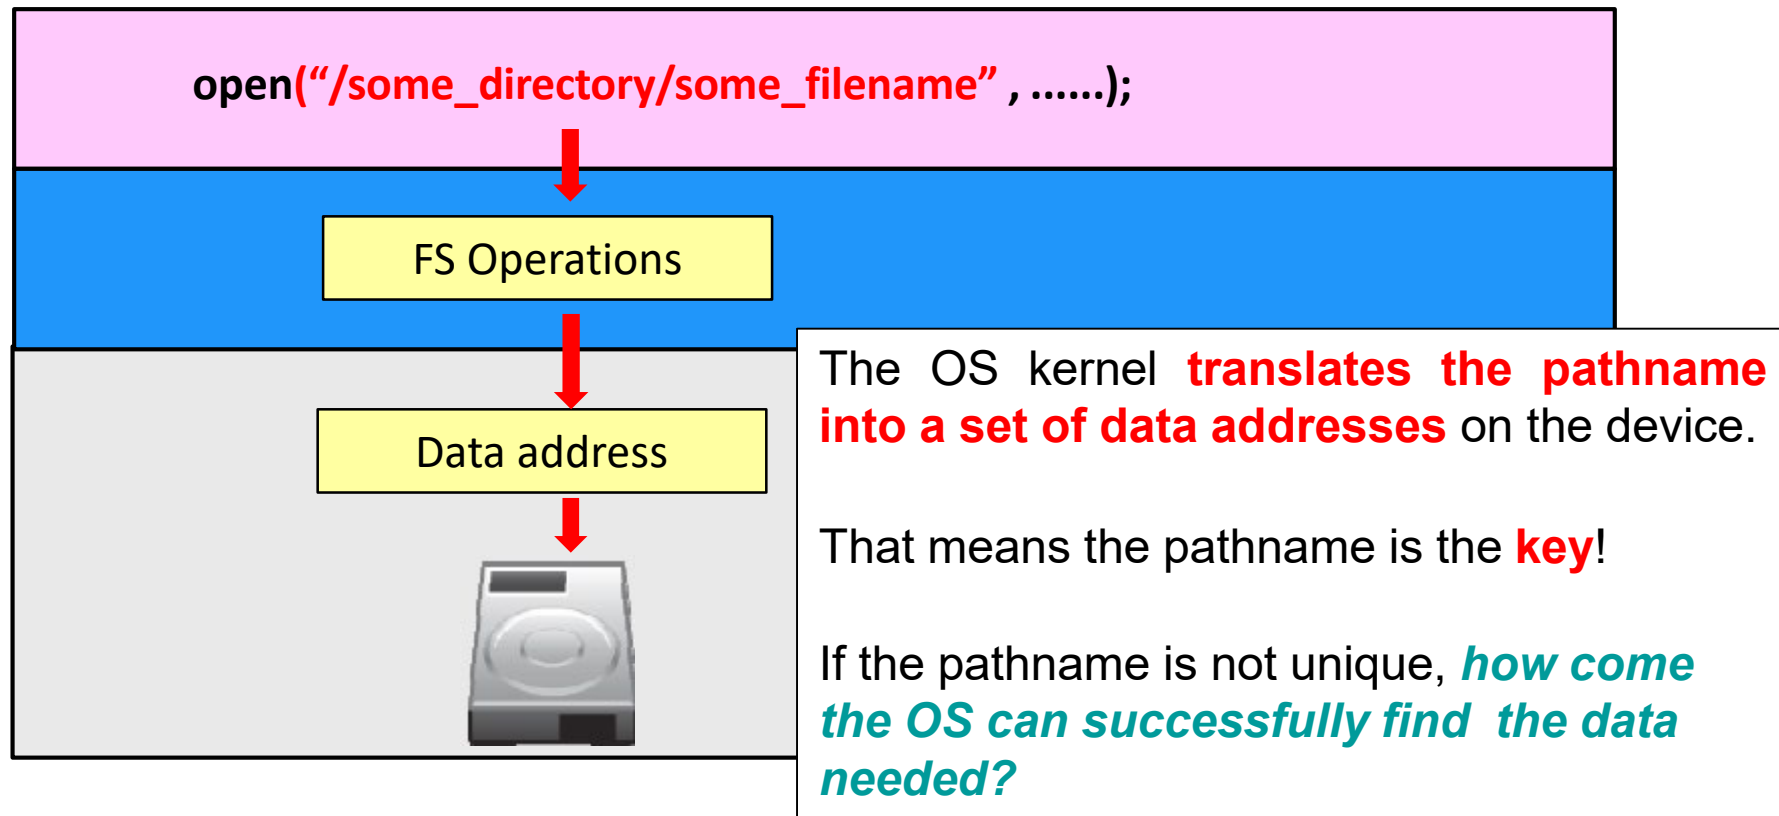 open(“/some_directory/some_filename” , ......);
FS Operations
Data address
The OS kernel translates the pathname
into a set of data addresses on the device.
That means the pathname is the key!
If the pathname is not unique, how come
the OS can successfully find the data
needed?